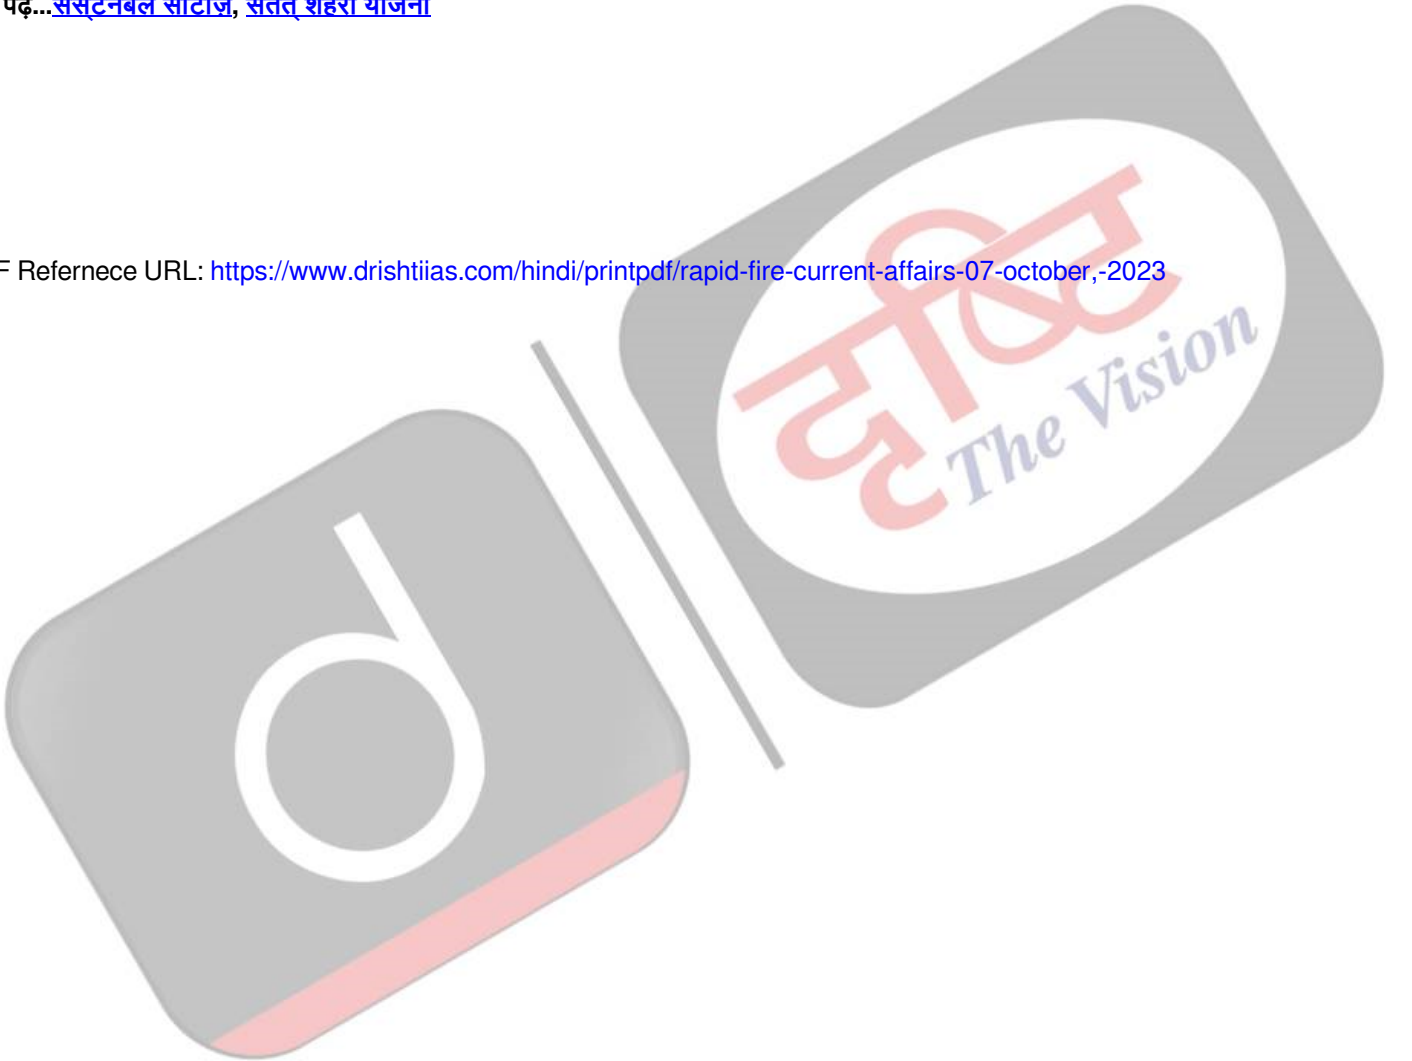 पढ़ें...सस्टेनेबल सीटीज़, सतत् शहरी योजना
F Refernece URL: https://www.drishtiias.com/hindi/printpdf/rapid-fire-current-affairs-07-october,-2023
दृष्टि
The Vision
d